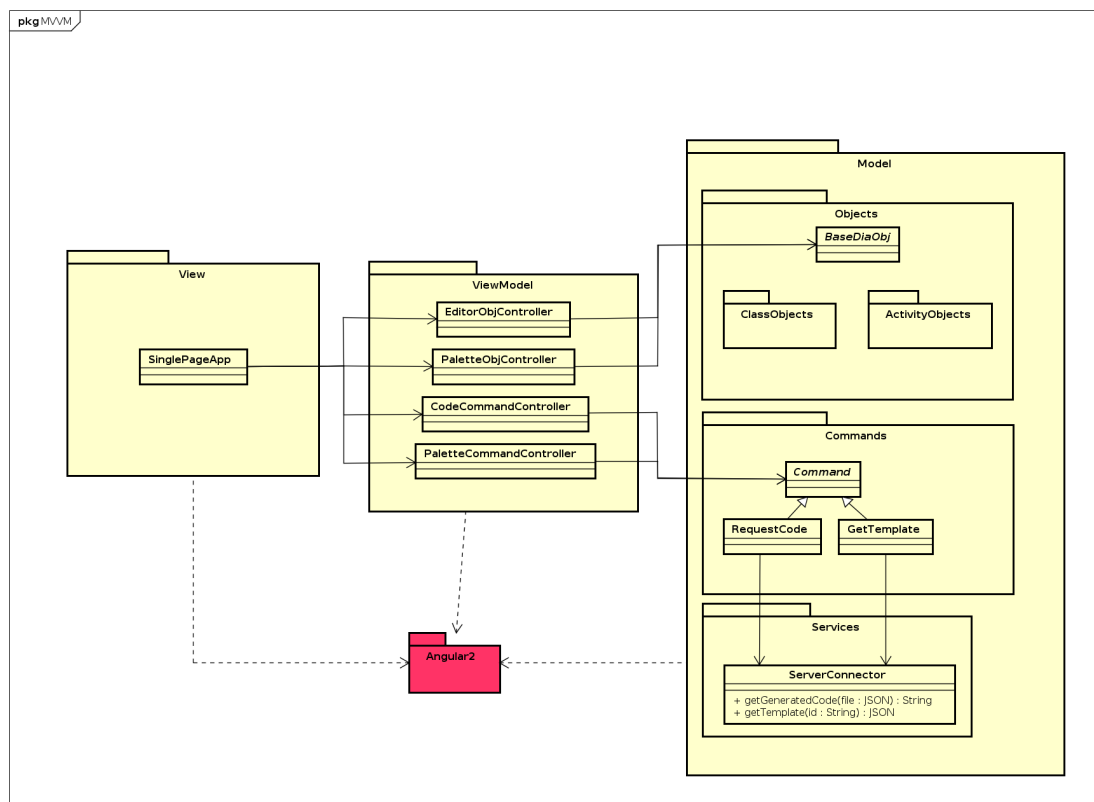 pkg MVVM
Model
Objects
BaseDiaObj
ClassObjects
ActivityObjects
View
SinglePageApp
ViewModel
EditorObjController
PaletteObjController
CodeCommandController
PaletteCommandController
Commands
Command
RequestCode
GetTemplate
Services
ServerConnector
+ getGeneratedCode(file : JSON) : String
+ getTemplate(id : String) : JSON
Angular2